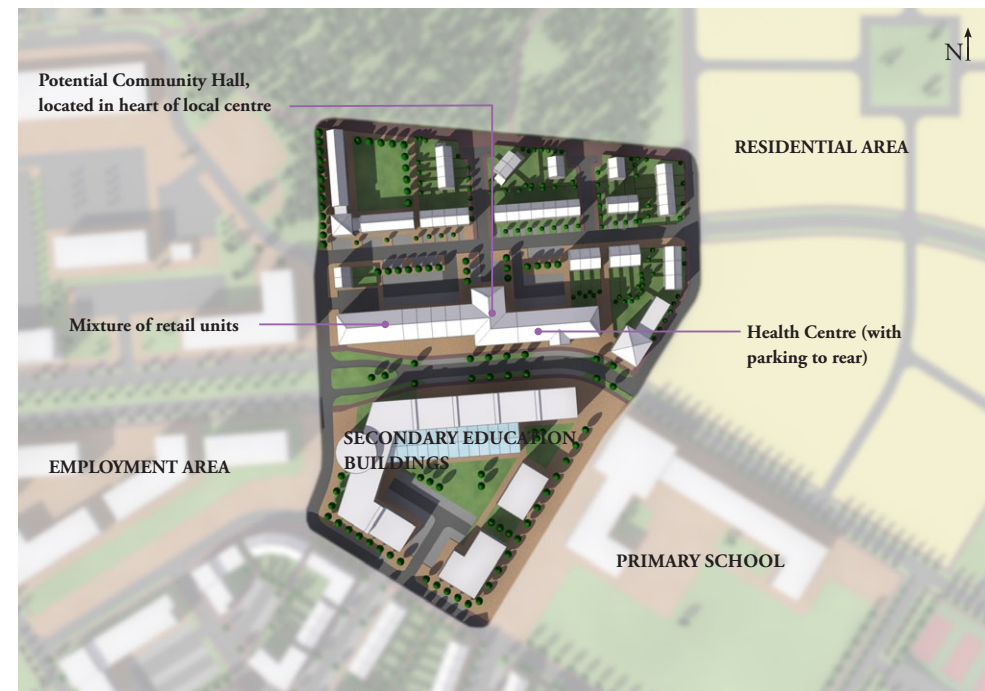 N
Potential Community Hall,
located in heart of local centre
RESIDENTIAL AREA
Mixture of retail units
Health Centre (with
parking to rear)
SECONDARY EDUCATION
BUILDINGS
EMPLOYMENT AREA
PRIMARY SCHOOL